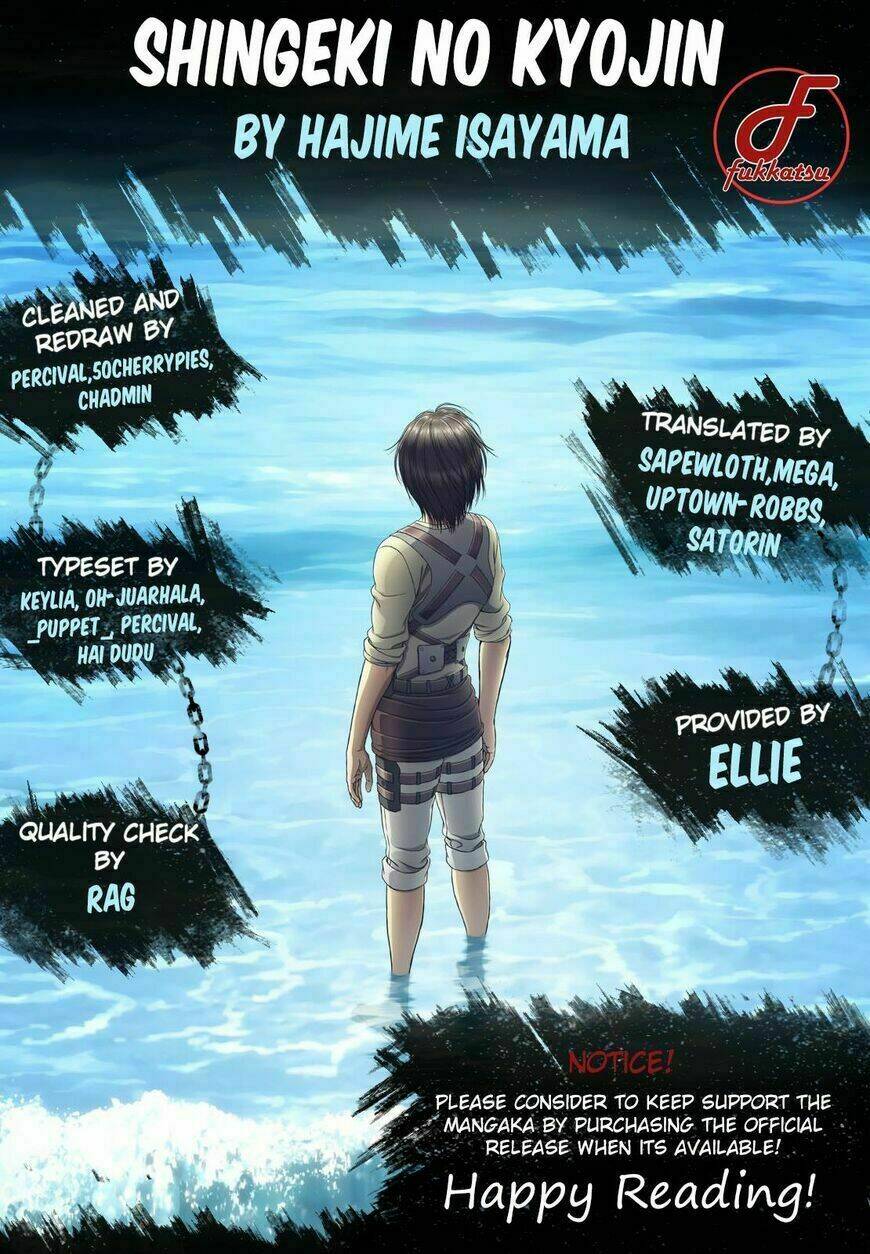 SHINGEKI NO KYOJIN
BY HAJIME ISAYAMA
F
fukkatsu
CLEANED AND
REDRAW BY
PERCIVAL,50CHERRYPIES,
CHADMIN
TRANSLATED BY
SAPEWLOTH,MEGA,
UPTOWN-ROBBS,
SATORIN
TYPESET BY
KEYLIA, OH-JUARHALA,
_PUPPET_, PERCIVAL,
HAI DUDU
PROVIDED BY
ELLIE
QUALITY CHECK
BY
RAG
NOTICE!
PLEASE CONSIDER TO KEEP SUPPORT THE
MANGAKA BY PURCHASING THE OFFICIAL
RELEASE WHEN ITS AVAILABLE!
Happy Reading!